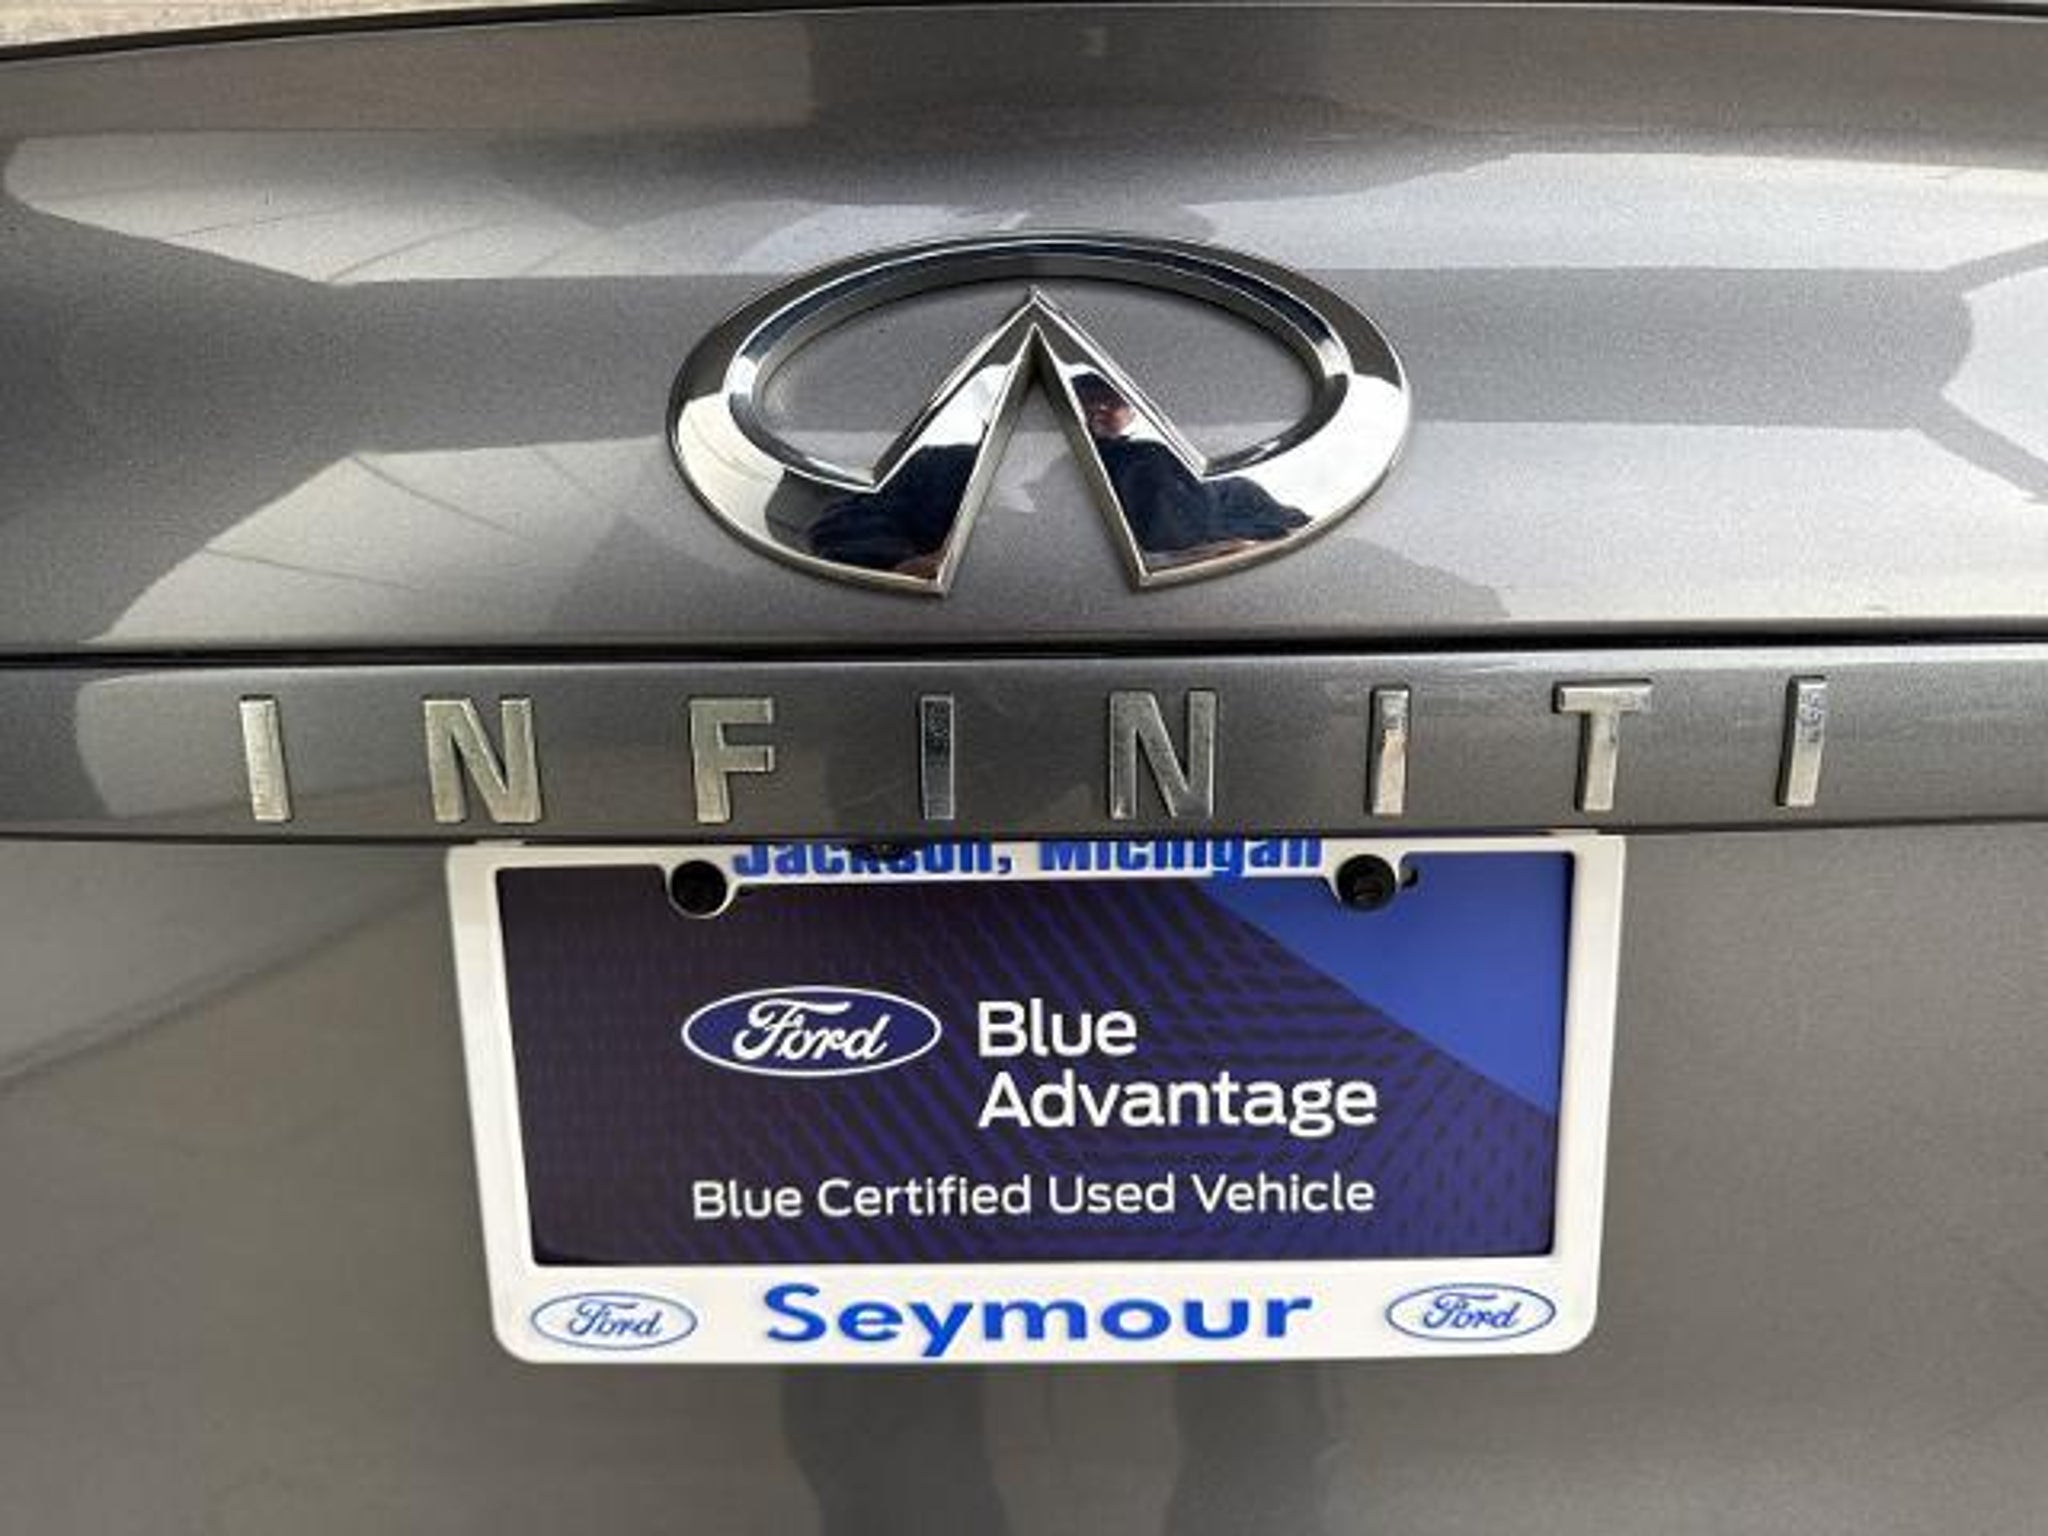 INFINITI
Jackson, Michigan
Ford Blue
Advantage
Blue Certified Used Vehicle
Ford Seymour Ford